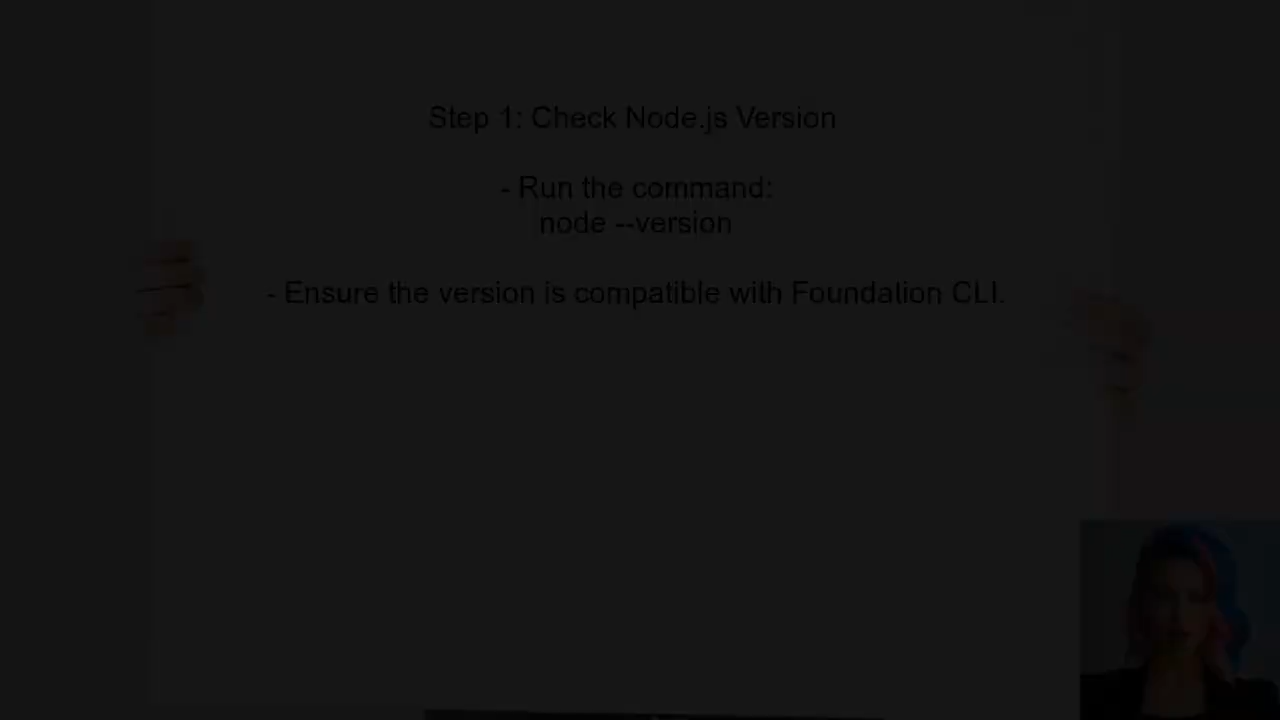 Step 1: Check Node.js Version
- Run the command:
node --version
- Ensure the version is compatible with Foundation CLI.